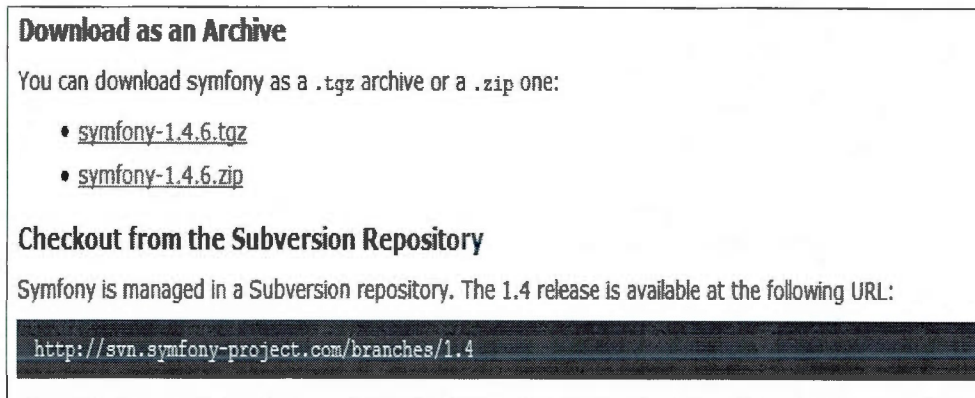 Download as an Archive
You can download symfony as a .tgz archive or a .zip one:
• symfony-1.4.6.tgz
• symfony-1.4.6.zip
Checkout from the Subversion Repository
Symfony is managed in a Subversion repository. The 1.4 release is available at the following URL:
http://svn.symfony-project.com/branches/1.4